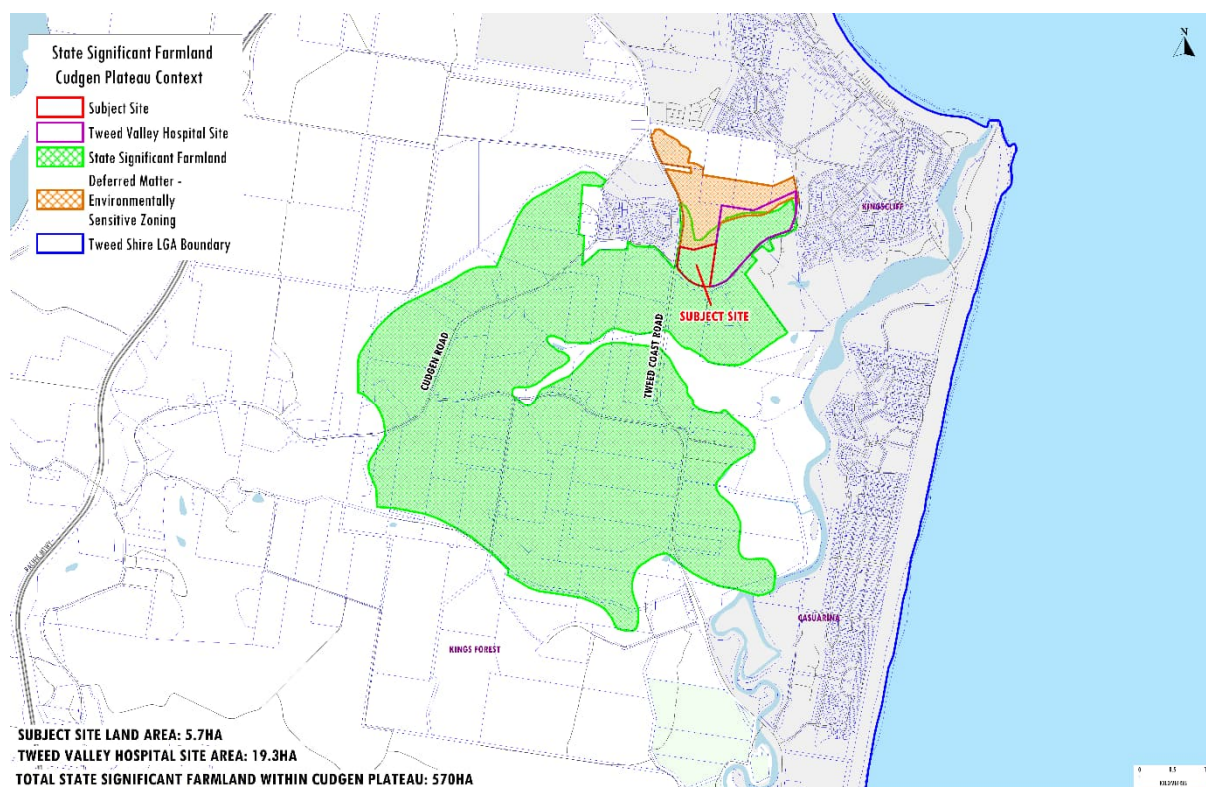 State Significant Farmland
Cudgen Plateau Context
Subject Site
Tweed Valley Hospital Site
State Significant Farmland
Deferred Matter -
Environmentally
Sensitive Zoning
Tweed Shire LGA Boundary
N
KINGSCLIFF
SUBJECT SITE
CUDGEN ROAD
TWEED COAST ROAD
PACIFIC MWY
CASUARINA
KINGS FOREST
SUBJECT SITE LAND AREA: 5.7HA
TWEED VALLEY HOSPITAL SITE AREA: 19.3HA
TOTAL STATE SIGNIFICANT FARMLAND WITHIN CUDGEN PLATEAU: 570HA
0 0.5 1